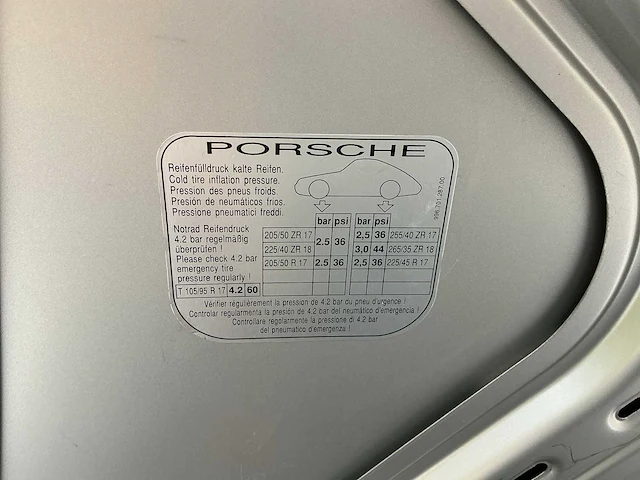 PORSCHE
Reifenfülldruck kalte Reifen.
Cold tire inflation pressure.
Pression des pneus froids.
Presión de neumáticos frios.
Pressione pneumatici freddi.
bar psi bar psi
Notrad Reifendruck
4.2 bar regelmäßig
überprüfen !
Please check 4.2 bar
emergency tire
pressure regularly !
205/50 ZR 17 2.5 36 2,5 36 255/40 ZR 17
225/40 ZR 18 3,0 44 265/35 ZR 18
205/50 R 17 2.5 36 2,5 36 225/45 R 17
T 105/95 R 17 4.2 60
Vérifier régulièrement la pression de 4.2 bar du pneu d'urgence !
Controlar regularmenta la presión de 4.2 bar del neumático d'emergencia !
Controllare regolarmente la pressione di 4.2 bar
del pneumatico d'emergenza !